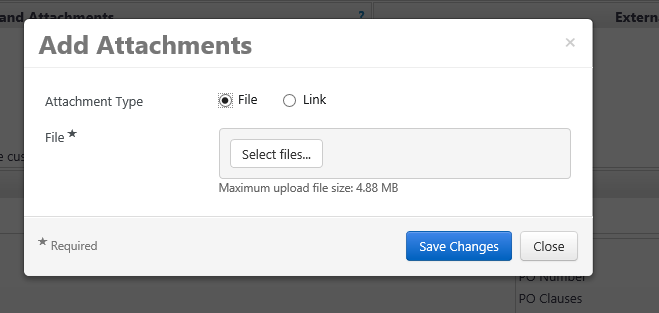 and Attachments ?
Extern
Add Attachments ×
Attachment Type File Link
File ★
Select files...
Maximum upload file size: 4.88 MB
e cus
★ Required Save Changes Close
PO Number
PO Clauses